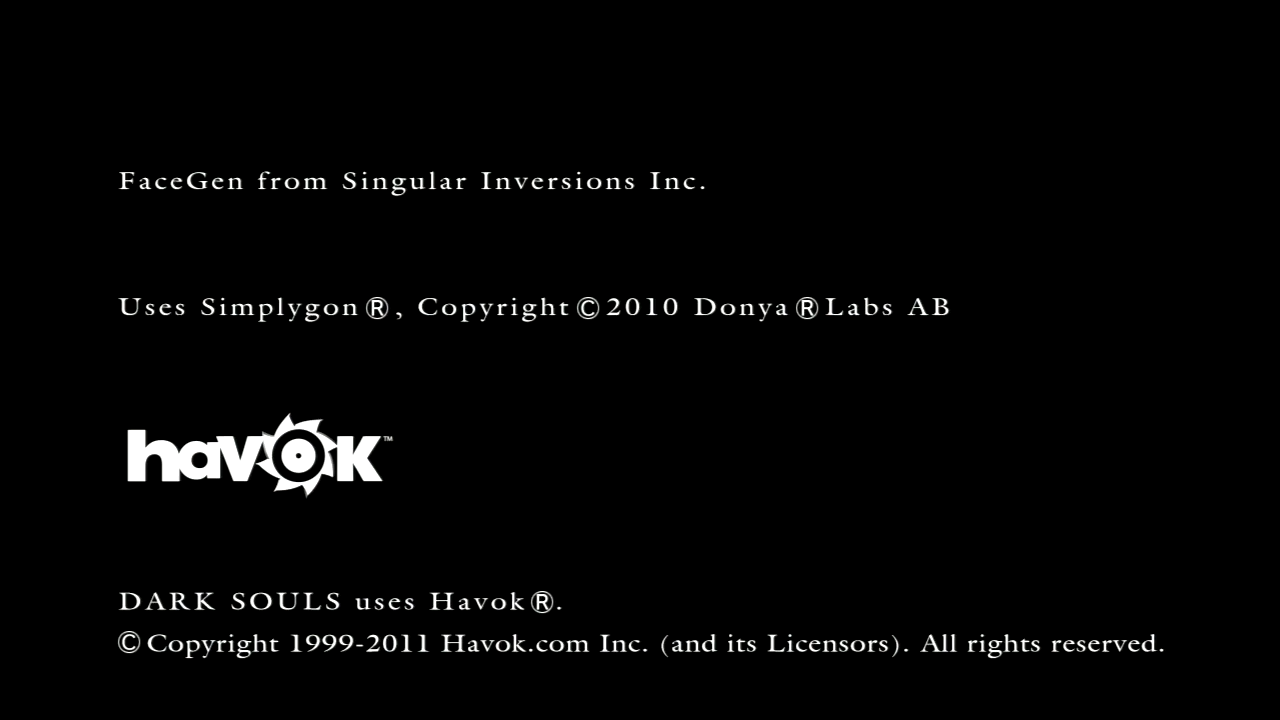 FaceGen from Singular Inversions Inc.
Uses Simplygon®, Copyright©2010 Donya®Labs AB
havok™
DARK SOULS uses Havok®.
©Copyright 1999-2011 Havok.com Inc. (and its Licensors). All rights reserved.